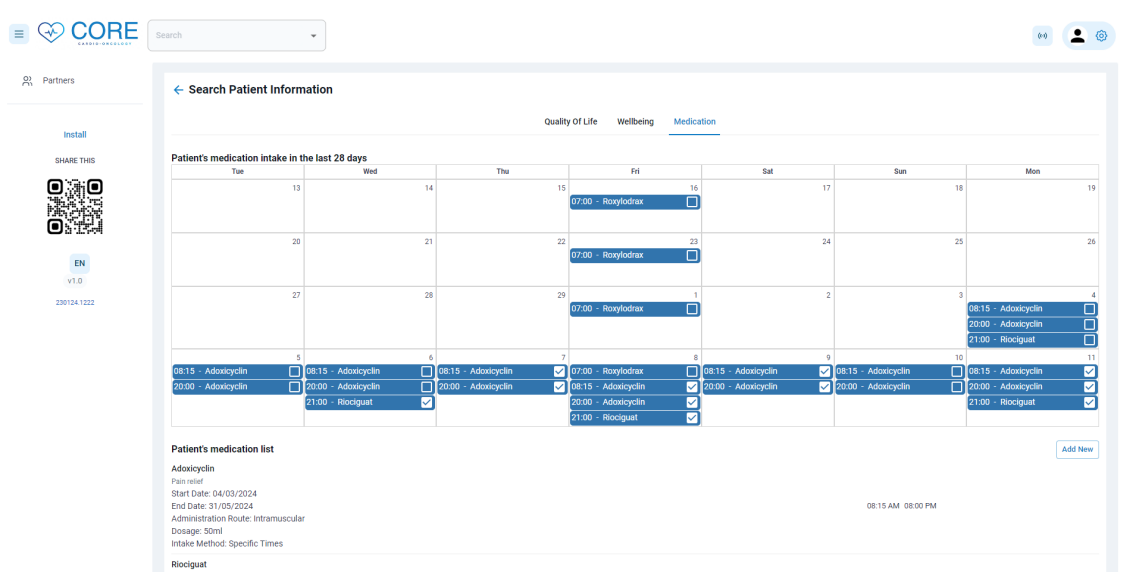 CORE
CARDIO-ONCOLOGY
Search
Partners
Install
SHARE THIS
EN
v1.0
230124.1222
Search Patient Information
Quality Of Life Wellbeing Medication
Patient's medication intake in the last 28 days
Tue Wed Thu Fri Sat Sun Mon
13 14 15 16 17 18 19
07:00 - Roxylodrax
20 21 22 23 24 25 26
07:00 - Roxylodrax
27 28 29 1 2 3 4
07:00 - Roxylodrax 08:15 - Adoxicyclin
20:00 - Adoxicyclin
21:00 - Riociguat
5 6 7 8 9 10 11
08:15 - Adoxicyclin 08:15 - Adoxicyclin 08:15 - Adoxicyclin 07:00 - Roxylodrax 08:15 - Adoxicyclin 08:15 - Adoxicyclin 08:15 - Adoxicyclin
20:00 - Adoxicyclin 20:00 - Adoxicyclin 20:00 - Adoxicyclin 08:15 - Adoxicyclin 20:00 - Adoxicyclin 20:00 - Adoxicyclin 20:00 - Adoxicyclin
21:00 - Riociguat 20:00 - Adoxicyclin 21:00 - Riociguat
21:00 - Riociguat
Patient's medication list
Add New
Adoxicyclin
Pain relief
Start Date: 04/03/2024
End Date: 31/05/2024 08:15 AM 08:00 PM
Administration Route: Intramuscular
Dosage: 50ml
Intake Method: Specific Times
Riociguat